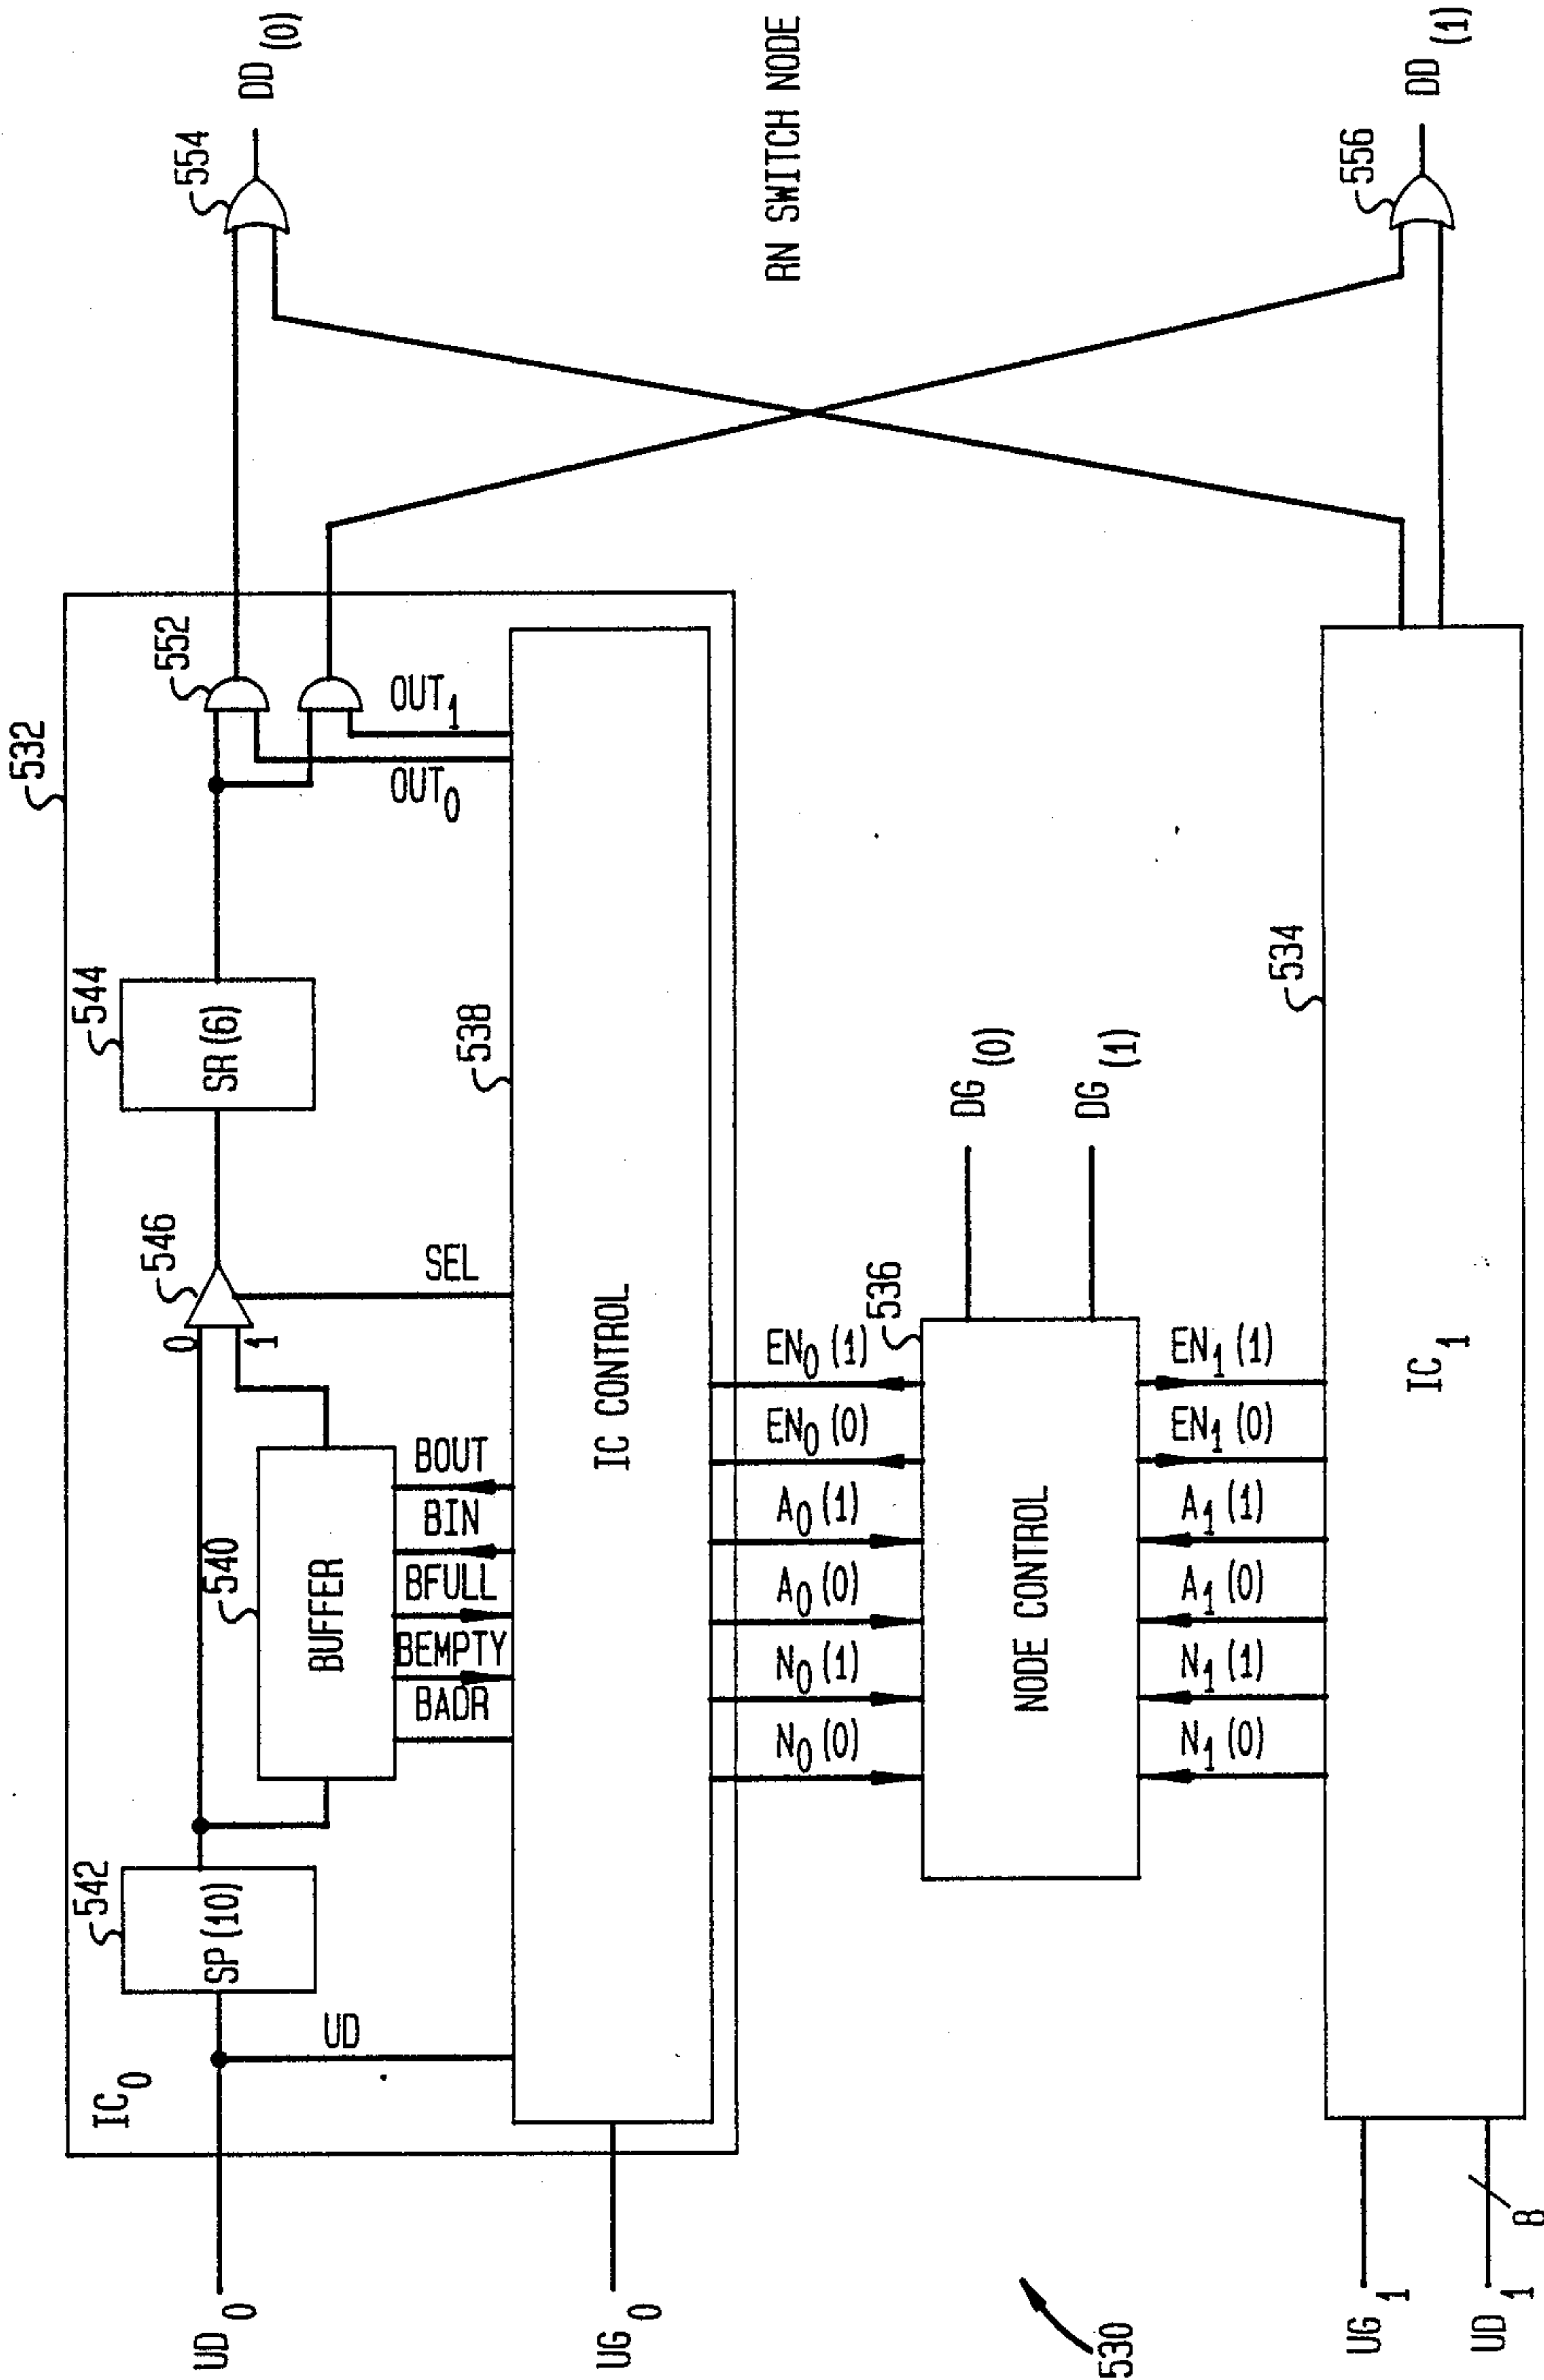 532
IC₀
542
SP(10)
UD₀
UD
540
BUFFER
BADR
BEMPTY
BFULL
BIN
BOUT
0
1
546
SEL
544
SR(6)
552
OUT₀
OUT₁
554
DD(0)
538
IC CONTROL
UG₀
N₀(0)
N₀(1)
A₀(0)
A₀(1)
EN₀(0)
EN₀(1)
536
NODE CONTROL
DG(0)
DG(1)
RN SWITCH NODE
N₁(0)
N₁(1)
A₁(0)
A₁(1)
EN₁(0)
EN₁(1)
530
534
IC₁
UG₁
UD₁
8
556
DD(1)